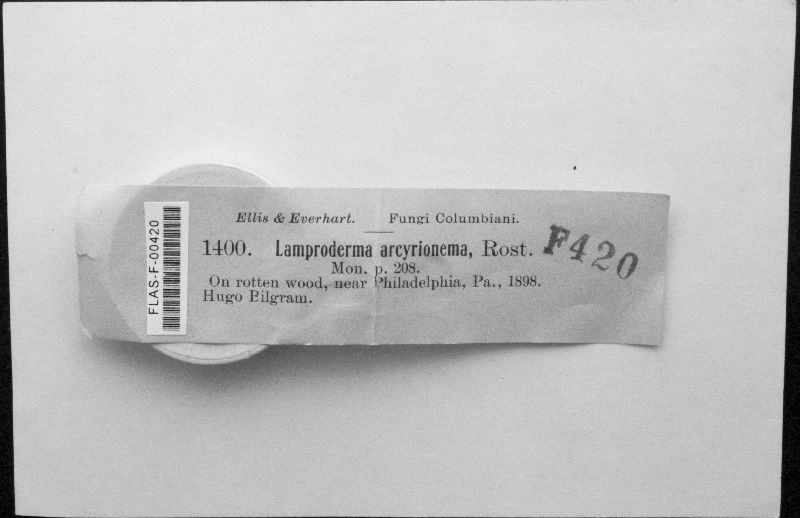 Ellis & Everhart. Fungi Columbiani.
1400. Lamproderma arcyrionema, Rost.
Mon. p. 208.
On rotten wood, near Philadelphia, Pa., 1898.
Hugo Bilgram.
F420
FLAS-F-00420